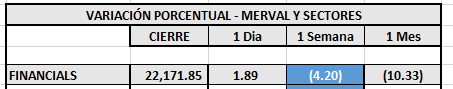 VARIACIÓN PORCENTUAL - MERVAL Y SECTORES
CIERRE 1 Dia 1 Semana 1 Mes
FINANCIALS 22,171.85 1.89 (4.20) (10.33)